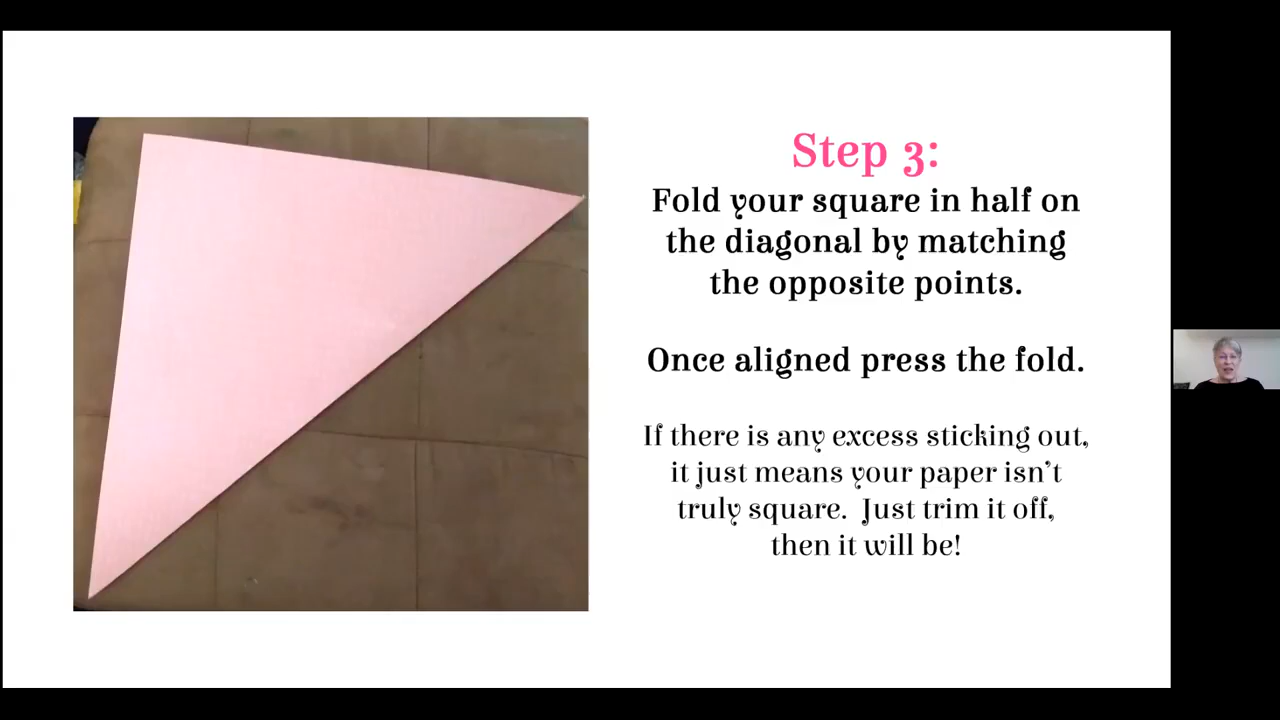 Step 3:
Fold your square in half on
the diagonal by matching
the opposite points.
Once aligned press the fold.
If there is any excess sticking out,
it just means your paper isn't
truly square.  Just trim it off,
then it will be!